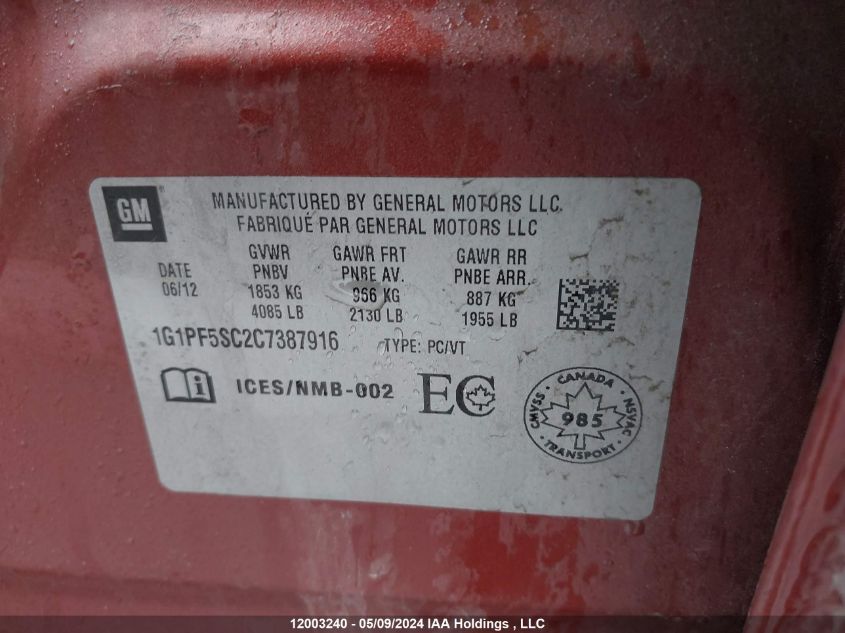 GM
MANUFACTURED BY GENERAL MOTORS LLC.
FABRIQUÉ PAR GENERAL MOTORS LLC
DATE
06/12
GVWR
PNBV
1853 KG
4085 LB
GAWR FRT
PNBE AV.
966 KG
2130 LB
GAWR RR
PNBE ARR.
887 KG
1955 LB
1G1PF5SC2C7387916 TYPE: PC/VT
i ICES/NMB-002 EC
CANADA
CMVSS 985 NSVAC
TRANSPORT
12003240 - 05/09/2024 IAA Holdings , LLC